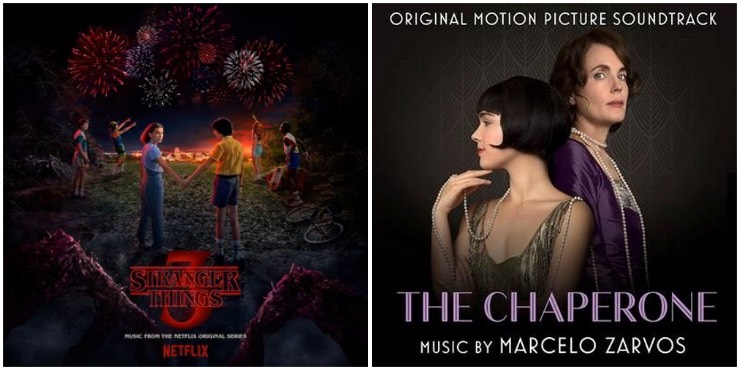 STRANGER
THINGS
3
MUSIC FROM THE NETFLIX ORIGINAL SERIES
NETFLIX
ORIGINAL MOTION PICTURE SOUNDTRACK
THE CHAPERONE
MUSIC BY MARCELO ZARVOS